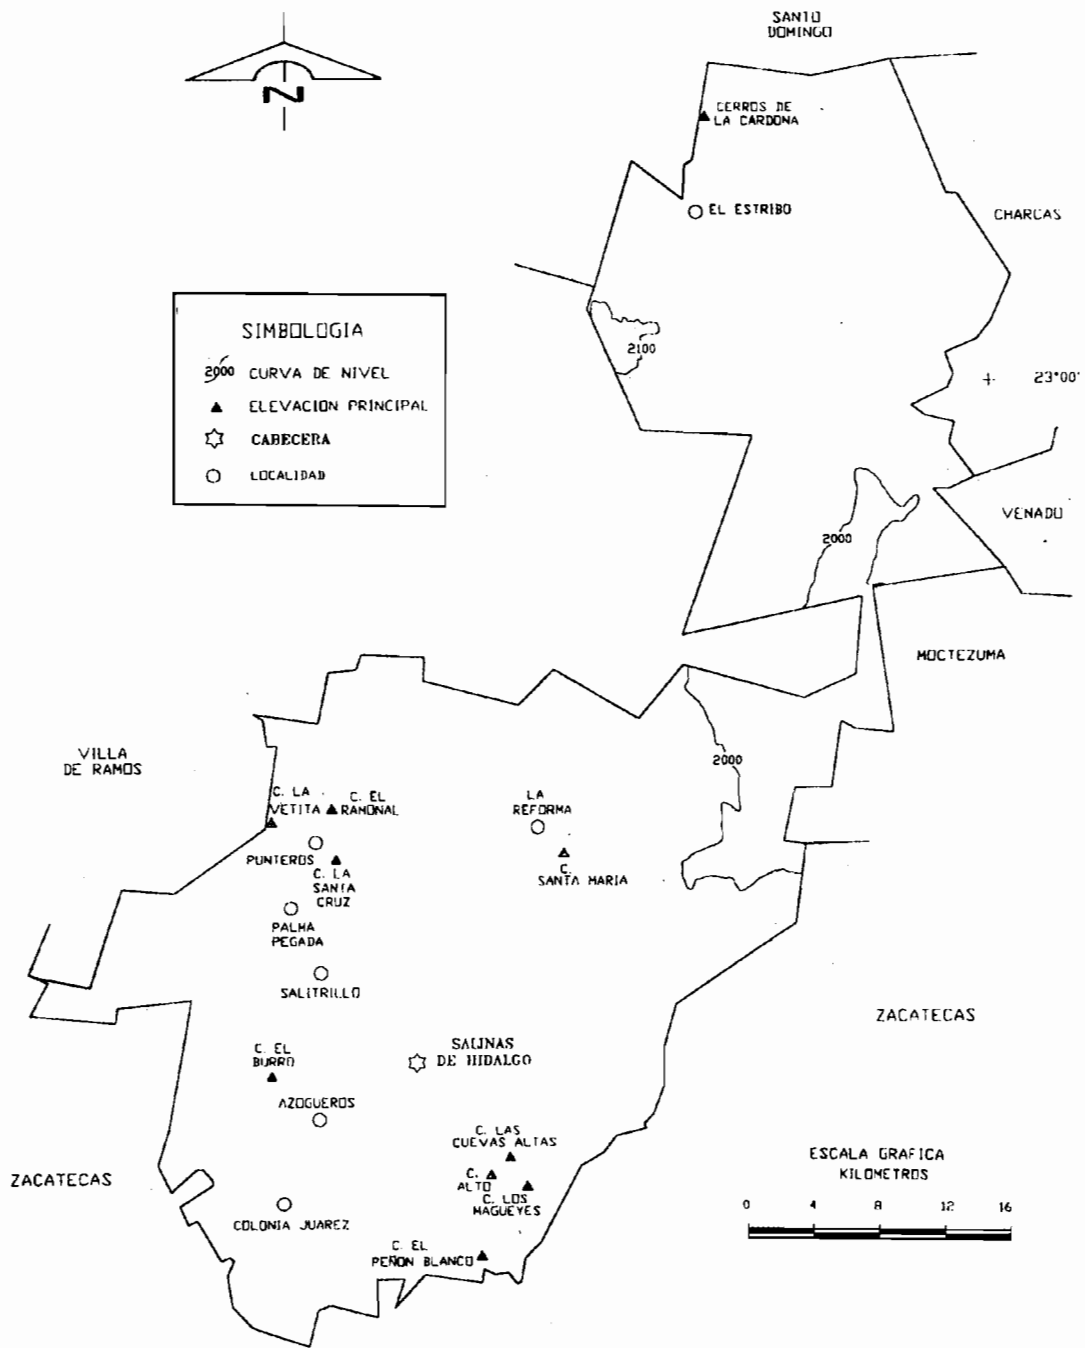 SANTO
DOMINGO
N
CERROS DE
LA CARDONA
EL ESTRIBO
CHARCAS
SIMBOLOGIA
2000 CURVA DE NIVEL
ELEVACION PRINCIPAL
CABECERA
LOCALIDAD
2100
23°00'
VENADO
2000
MOCTEZUMA
VILLA
DE RAMOS
2000
C. LA
VETITA
C. EL
RAMONAL
LA
REFORMA
PUNTEROS
C. LA
SANTA
CRUZ
C.
SANTA MARIA
PALMA
PEGADA
SALITRILLO
ZACATECAS
C. EL
BURRO
SALINAS
DE HIDALGO
AZOGUEROS
C. LAS
CUEVAS ALTAS
C.
ALTO
C. LOS
MAGUEYES
ZACATECAS
COLONIA JUAREZ
C. EL
PEÑON BLANCO
ESCALA GRAFICA
KILOMETROS
0 4 8 12 16